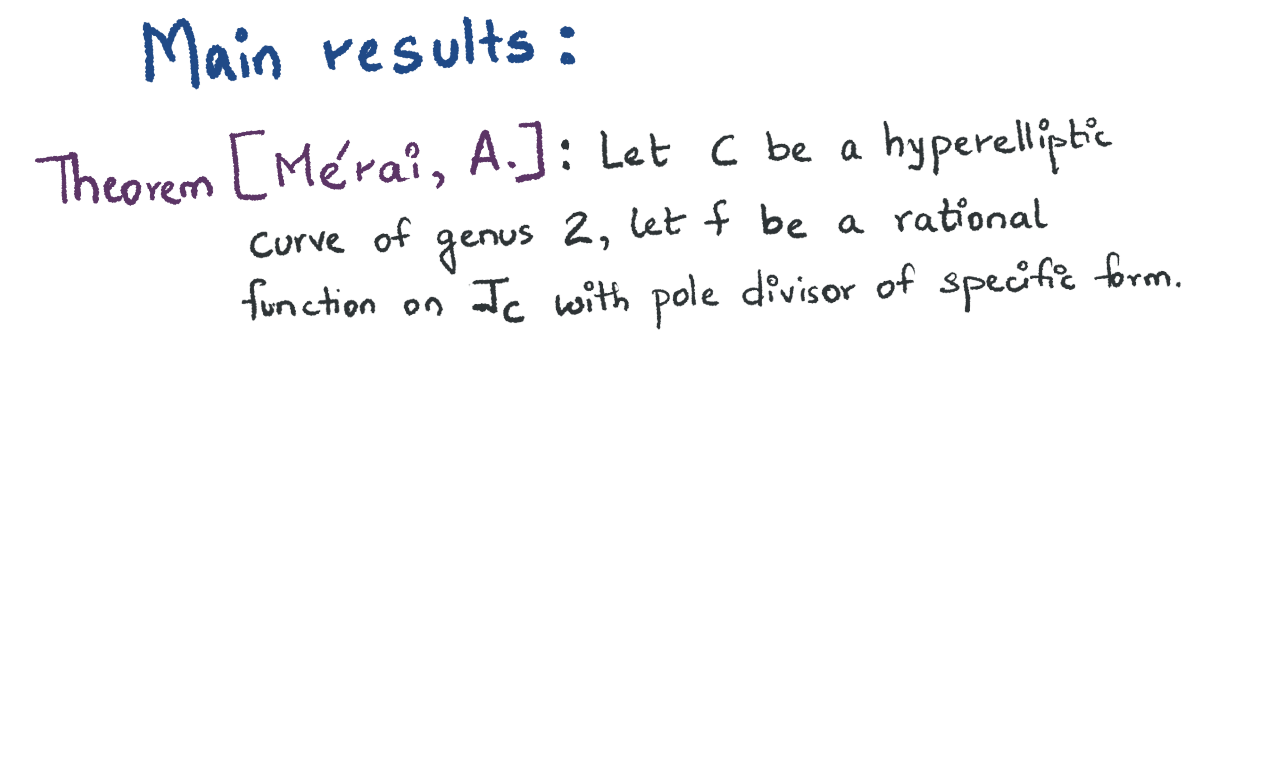 Main results:
Theorem [Mérai, A.]: Let C be a hyperelliptic
curve of genus 2, let f be a rational
function on J_C with pole divisor of specific form.